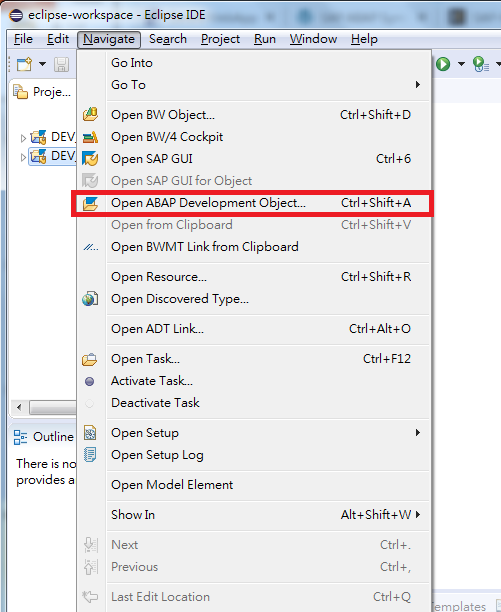 eclipse-workspace - Eclipse IDE
File Edit Navigate Search Project Run Window Help
Go Into
Proje...
Go To
Open BW Object... Ctrl+Shift+D
DEV_ Open BW/4 Cockpit
DEV_ Open SAP GUI Ctrl+6
Open SAP GUI for Object
Open ABAP Development Object... Ctrl+Shift+A
Open from Clipboard Ctrl+Shift+V
Open BWMT Link from Clipboard
Open Resource... Ctrl+Shift+R
Open Discovered Type...
Open ADT Link... Ctrl+Alt+O
Open Task... Ctrl+F12
Activate Task...
Deactivate Task
Outline Open Setup
There is no Open Setup Log
provides a Open Model Element
Show In Alt+Shift+W
Next Ctrl+.
Previous Ctrl+,
Last Edit Location Ctrl+Q
emplates